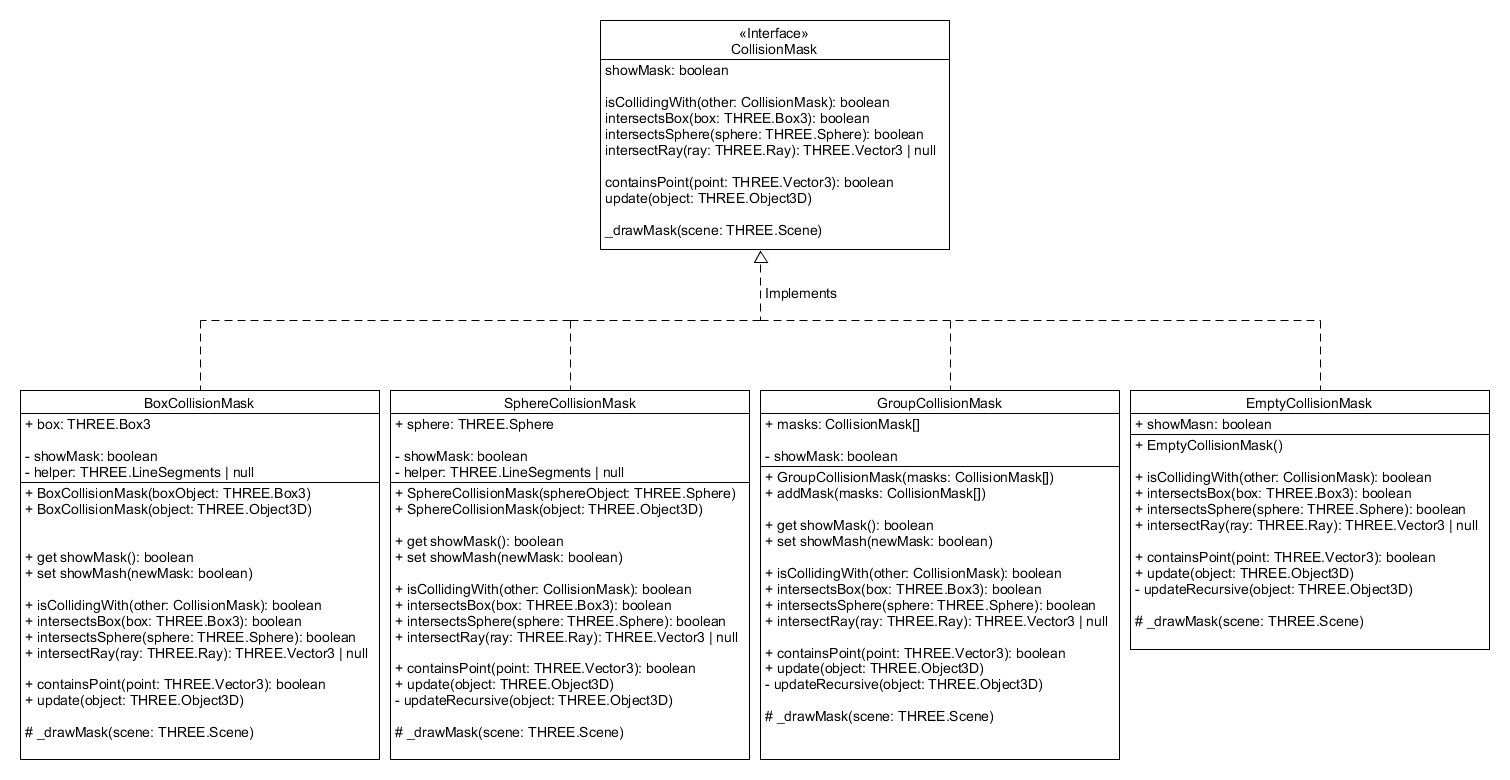 «Interface»
CollisionMask
showMask: boolean
isCollidingWith(other: CollisionMask): boolean
intersectsBox(box: THREE.Box3): boolean
intersectsSphere(sphere: THREE.Sphere): boolean
intersectRay(ray: THREE.Ray): THREE.Vector3 | null
containsPoint(point: THREE.Vector3): boolean
update(object: THREE.Object3D)
_drawMask(scene: THREE.Scene)
Implements
BoxCollisionMask
+ box: THREE.Box3
- showMask: boolean
- helper: THREE.LineSegments | null
+ BoxCollisionMask(boxObject: THREE.Box3)
+ BoxCollisionMask(object: THREE.Object3D)
+ get showMask(): boolean
+ set showMash(newMask: boolean)
+ isCollidingWith(other: CollisionMask): boolean
+ intersectsBox(box: THREE.Box3): boolean
+ intersectsSphere(sphere: THREE.Sphere): boolean
+ intersectRay(ray: THREE.Ray): THREE.Vector3 | null
+ containsPoint(point: THREE.Vector3): boolean
+ update(object: THREE.Object3D)
# _drawMask(scene: THREE.Scene)
SphereCollisionMask
+ sphere: THREE.Sphere
- showMask: boolean
- helper: THREE.LineSegments | null
+ SphereCollisionMask(sphereObject: THREE.Sphere)
+ SphereCollisionMask(object: THREE.Object3D)
+ get showMask(): boolean
+ set showMash(newMask: boolean)
+ isCollidingWith(other: CollisionMask): boolean
+ intersectsBox(box: THREE.Box3): boolean
+ intersectsSphere(sphere: THREE.Sphere): boolean
+ intersectRay(ray: THREE.Ray): THREE.Vector3 | null
+ containsPoint(point: THREE.Vector3): boolean
+ update(object: THREE.Object3D)
- updateRecursive(object: THREE.Object3D)
# _drawMask(scene: THREE.Scene)
GroupCollisionMask
+ masks: CollisionMask[]
- showMask: boolean
+ GroupCollisionMask(masks: CollisionMask[])
+ addMask(masks: CollisionMask[])
+ get showMask(): boolean
+ set showMash(newMask: boolean)
+ isCollidingWith(other: CollisionMask): boolean
+ intersectsBox(box: THREE.Box3): boolean
+ intersectsSphere(sphere: THREE.Sphere): boolean
+ intersectRay(ray: THREE.Ray): THREE.Vector3 | null
+ containsPoint(point: THREE.Vector3): boolean
+ update(object: THREE.Object3D)
- updateRecursive(object: THREE.Object3D)
# _drawMask(scene: THREE.Scene)
EmptyCollisionMask
+ showMasn: boolean
+ EmptyCollisionMask()
+ isCollidingWith(other: CollisionMask): boolean
+ intersectsBox(box: THREE.Box3): boolean
+ intersectsSphere(sphere: THREE.Sphere): boolean
+ intersectRay(ray: THREE.Ray): THREE.Vector3 | null
+ containsPoint(point: THREE.Vector3): boolean
+ update(object: THREE.Object3D)
- updateRecursive(object: THREE.Object3D)
# _drawMask(scene: THREE.Scene)